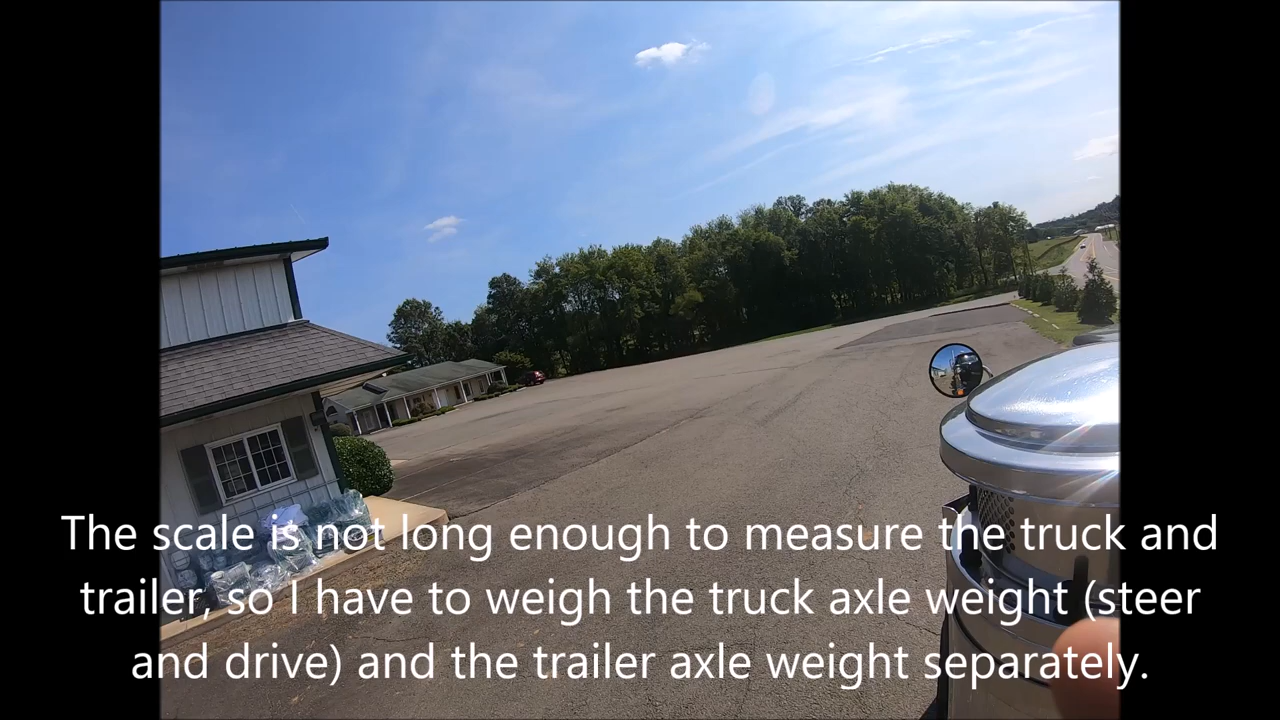 The scale is not long enough to measure the truck and
trailer, so I have to weigh the truck axle weight (steer
and drive) and the trailer axle weight separately.